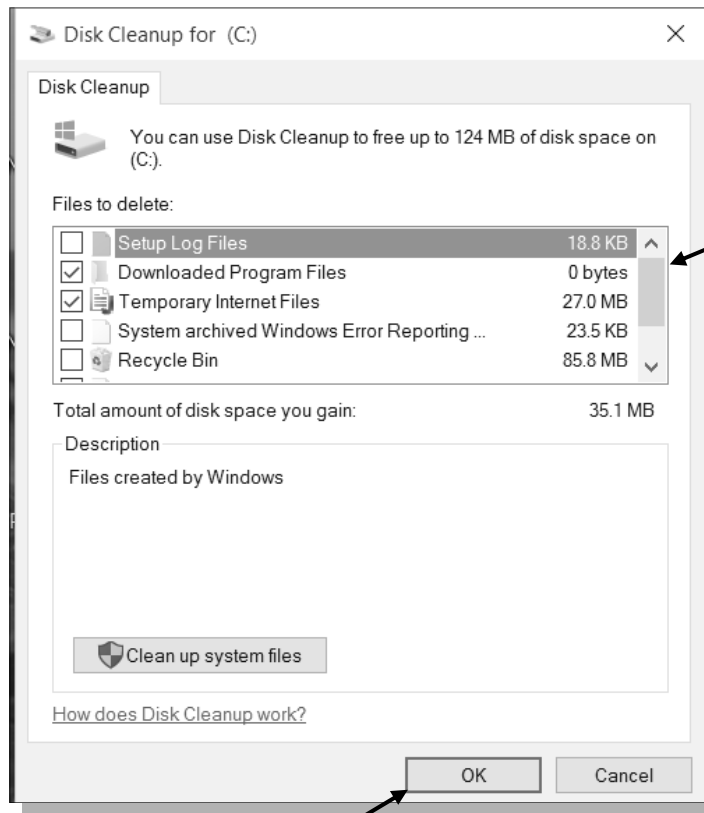 Disk Cleanup for (C:)
Disk Cleanup
You can use Disk Cleanup to free up to 124 MB of disk space on
(C:).
Files to delete:
Setup Log Files 18.8 KB
Downloaded Program Files 0 bytes
Temporary Internet Files 27.0 MB
System archived Windows Error Reporting ... 23.5 KB
Recycle Bin 85.8 MB
Total amount of disk space you gain: 35.1 MB
Description
Files created by Windows
Clean up system files
How does Disk Cleanup work?
OK Cancel